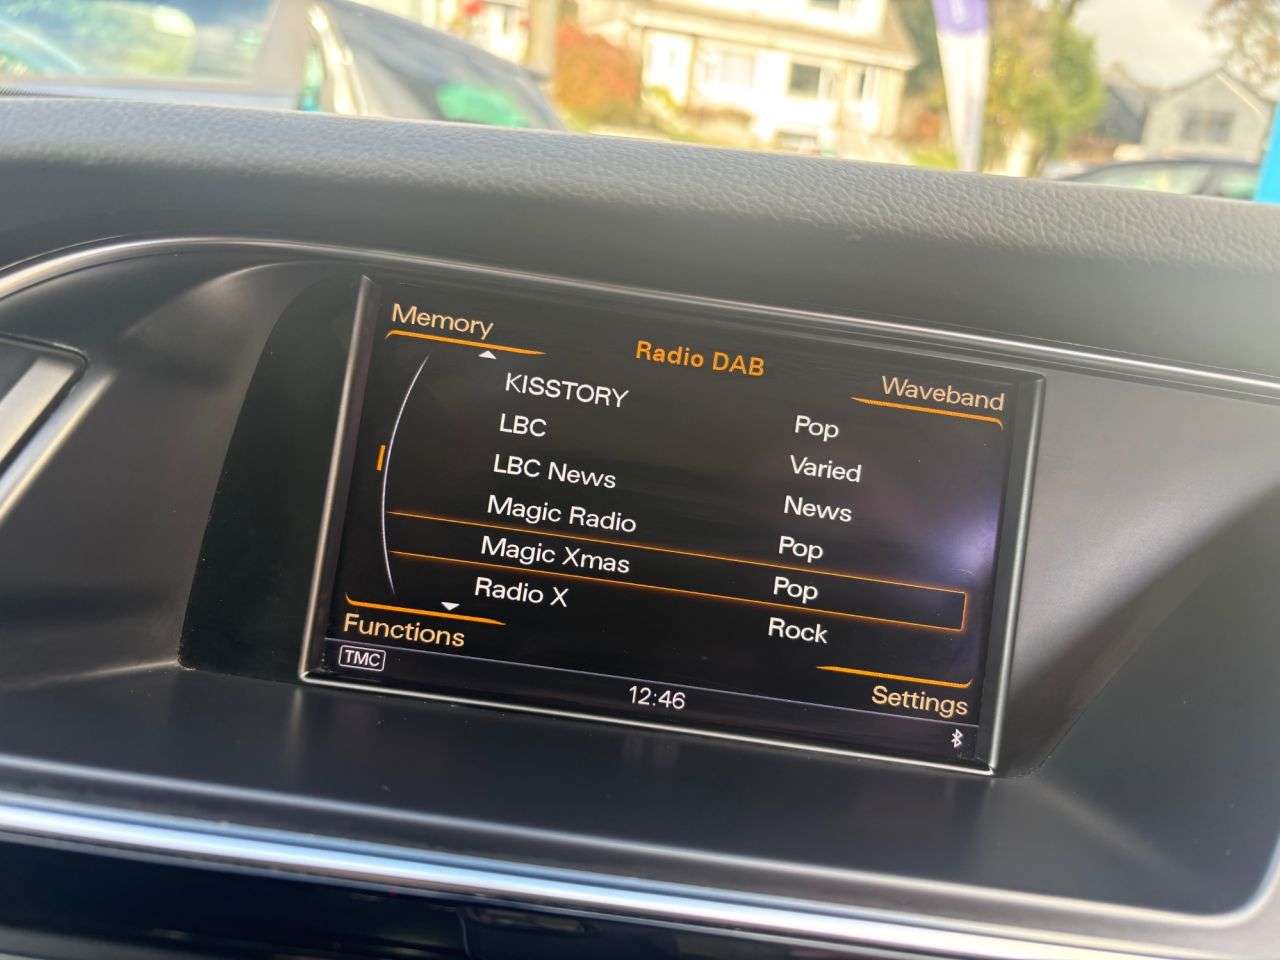 Memory
Radio DAB
Waveband
KISSTORY Pop
LBC Varied
LBC News News
Magic Radio Pop
Magic Xmas Pop
Radio X Rock
Functions
Settings
TMC
12:46